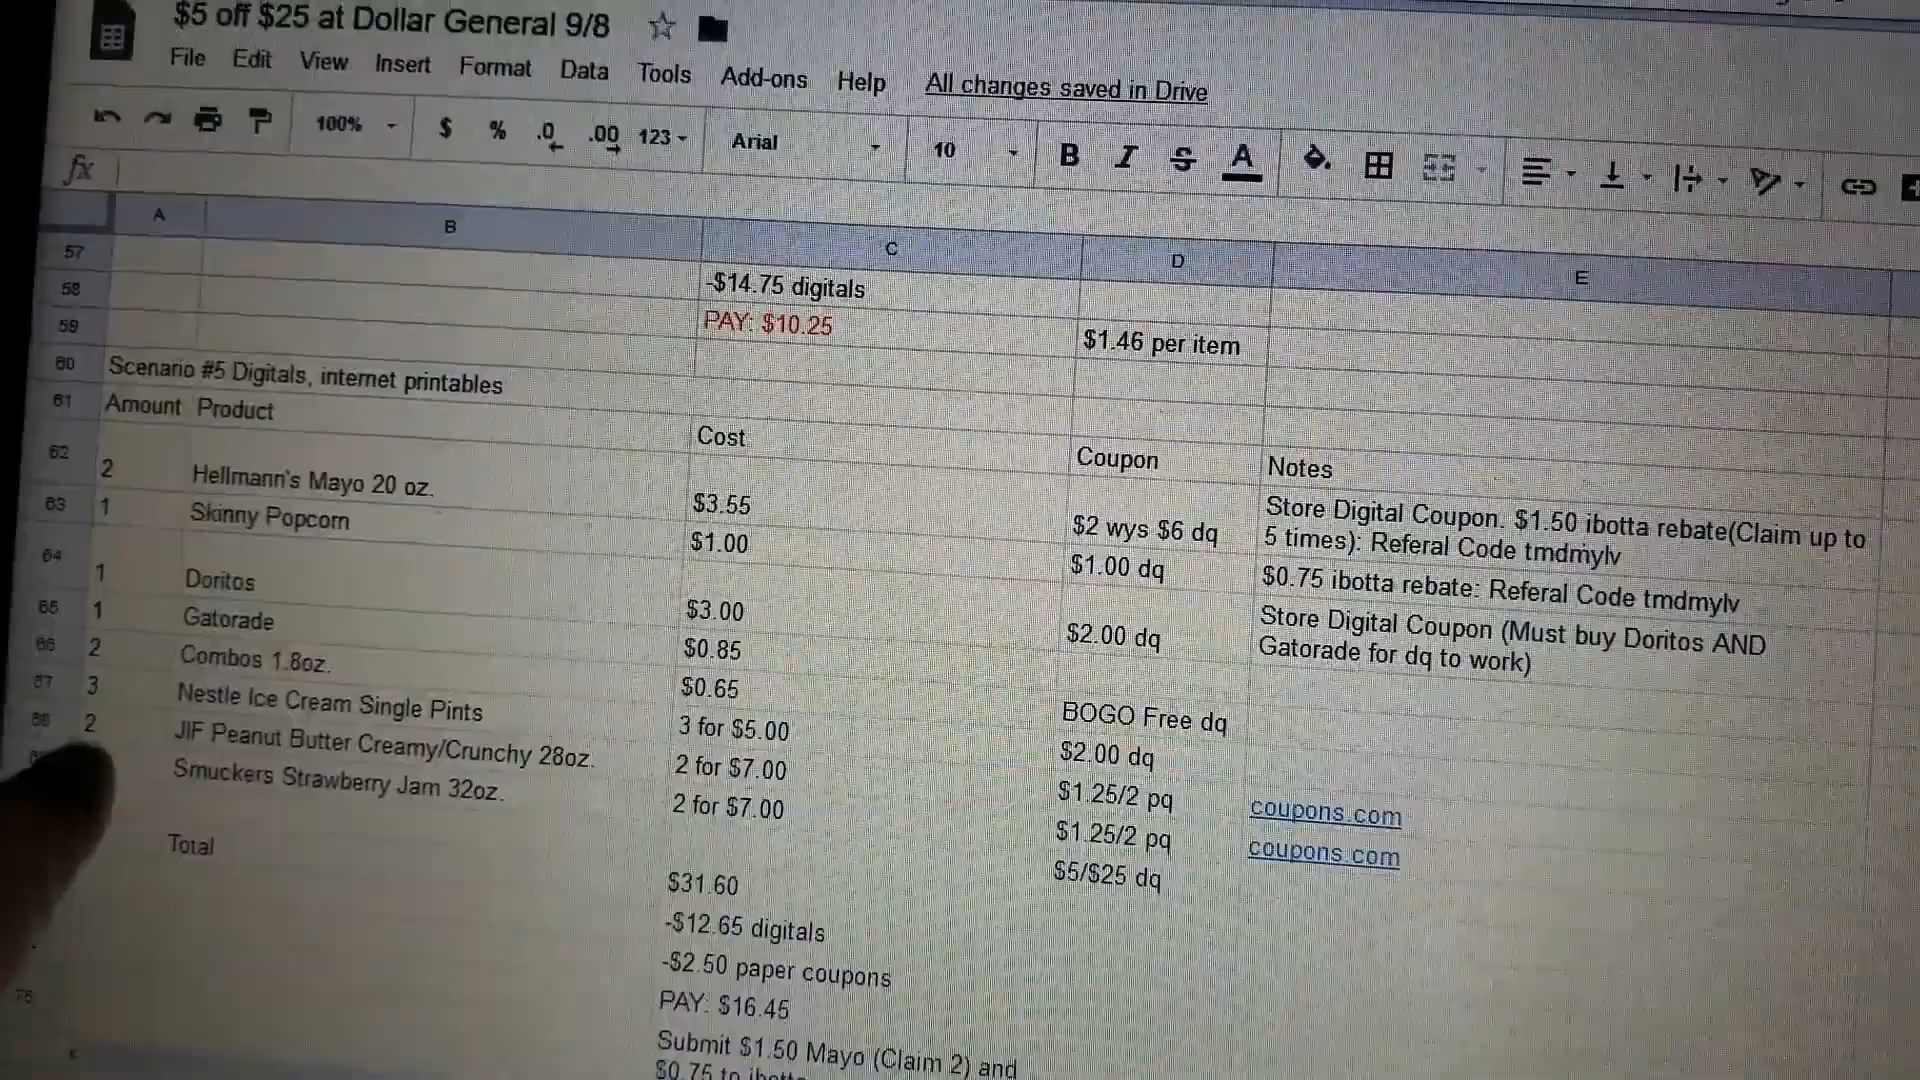 $5 off $25 at Dollar General 9/8
File Edit View Insert Format Data Tools Add-ons Help All changes saved in Drive
100% $ % .0 .00 123 Arial 10 B I S A
fx
A B C D E
57
58 -$14.75 digitals
59 PAY: $10.25 $1.46 per item
60 Scenario #5 Digitals, internet printables
61 Amount Product Cost Coupon Notes
62 2 Hellmann's Mayo 20 oz. $3.55 $2 wys $6 dq Store Digital Coupon. $1.50 ibotta rebate(Claim up to
5 times): Referal Code tmdmylv
63 1 Skinny Popcorn $1.00 $1.00 dq $0.75 ibotta rebate: Referal Code tmdmylv
64 1 Doritos $3.00 $2.00 dq Store Digital Coupon (Must buy Doritos AND
Gatorade for dq to work)
65 1 Gatorade $0.85
66 2 Combos 1.8oz. $0.65 BOGO Free dq
67 3 Nestle Ice Cream Single Pints 3 for $5.00 $2.00 dq
68 2 JIF Peanut Butter Creamy/Crunchy 28oz. 2 for $7.00 $1.25/2 pq coupons.com
Smuckers Strawberry Jam 32oz. 2 for $7.00 $1.25/2 pq coupons.com
$5/$25 dq
Total $31.60
-$12.65 digitals
-$2.50 paper coupons
PAY: $16.45
Submit $1.50 Mayo (Claim 2) and
$0.75 to